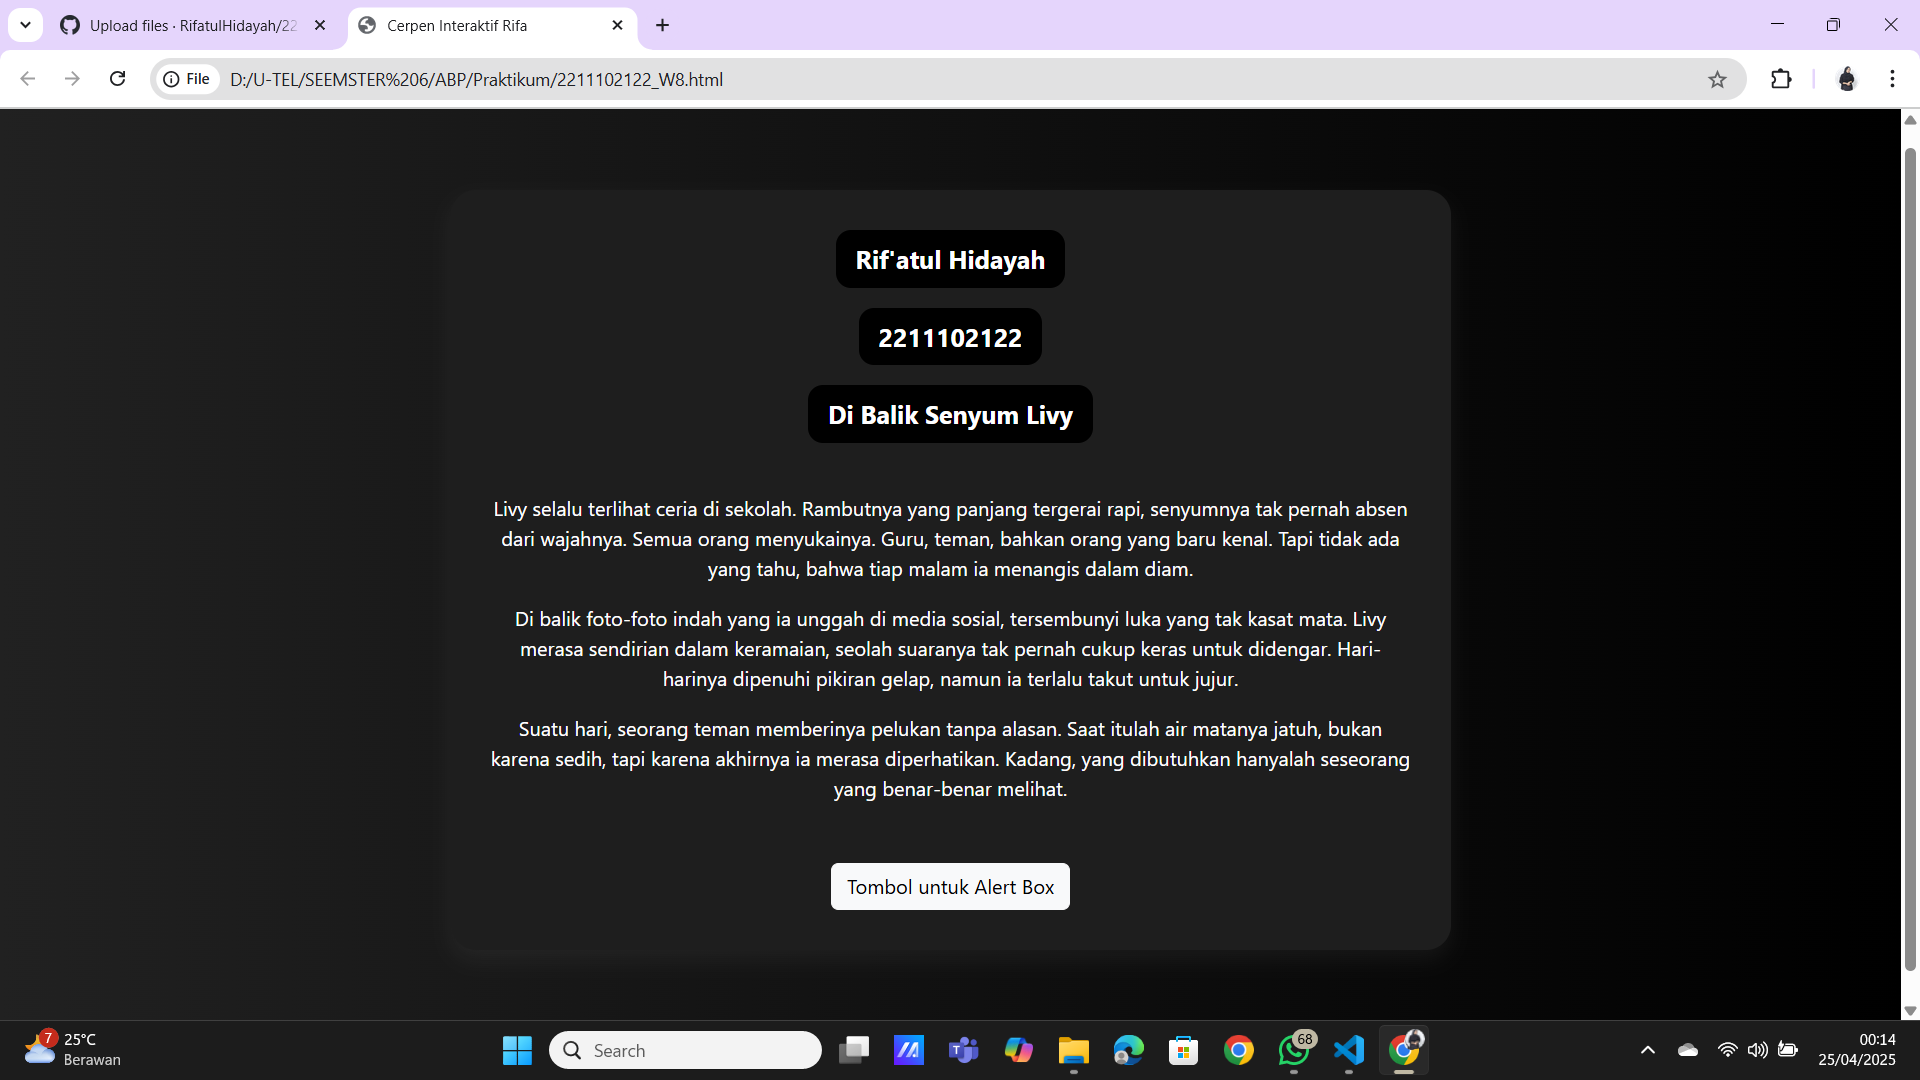 Upload files · RifatulHidayah/22
Cerpen Interaktif Rifa
File
D:/U-TEL/SEEMSTER%206/ABP/Praktikum/2211102122_W8.html
Rif'atul Hidayah
2211102122
Di Balik Senyum Livy
Livy selalu terlihat ceria di sekolah. Rambutnya yang panjang tergerai rapi, senyumnya tak pernah absen
dari wajahnya. Semua orang menyukainya. Guru, teman, bahkan orang yang baru kenal. Tapi tidak ada
yang tahu, bahwa tiap malam ia menangis dalam diam.
Di balik foto-foto indah yang ia unggah di media sosial, tersembunyi luka yang tak kasat mata. Livy
merasa sendirian dalam keramaian, seolah suaranya tak pernah cukup keras untuk didengar. Hari-
harinya dipenuhi pikiran gelap, namun ia terlalu takut untuk jujur.
Suatu hari, seorang teman memberinya pelukan tanpa alasan. Saat itulah air matanya jatuh, bukan
karena sedih, tapi karena akhirnya ia merasa diperhatikan. Kadang, yang dibutuhkan hanyalah seseorang
yang benar-benar melihat.
Tombol untuk Alert Box
7
25°C
Berawan
Search
68
00:14
25/04/2025